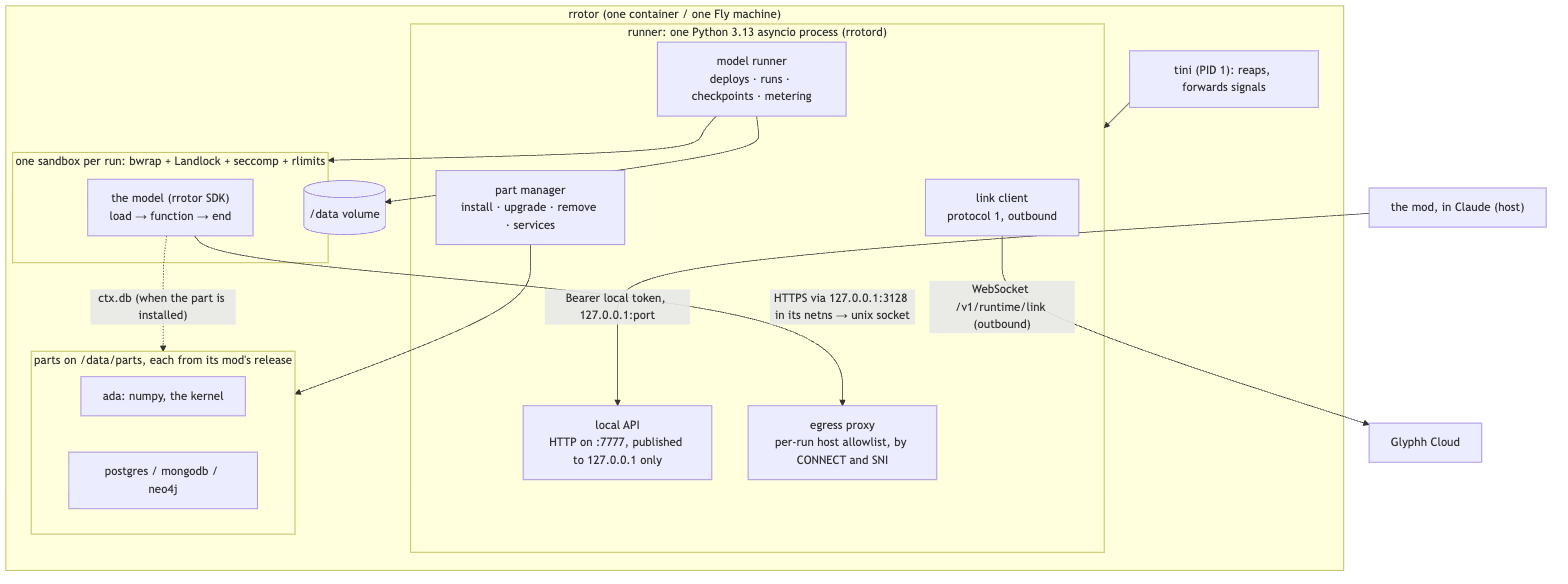 rrotor (one container / one Fly machine)
runner: one Python 3.13 asyncio process (rrotord)
model runner
deploys · runs ·
checkpoints · metering
tini (PID 1): reaps,
forwards signals
one sandbox per run: bwrap + Landlock + seccomp + rlimits
the model (rrotor SDK)
load → function → end
/data volume
part manager
install · upgrade · remove
· services
link client
protocol 1, outbound
the mod, in Claude (host)
ctx.db (when the part is
installed)
Bearer local token,
127.0.0.1:port
HTTPS via 127.0.0.1:3128
in its netns → unix socket
WebSocket
/v1/runtime/link
(outbound)
parts on /data/parts, each from its mod's release
ada: numpy, the kernel
postgres / mongodb /
neo4j
local API
HTTP on :7777, published
to 127.0.0.1 only
egress proxy
per-run host allowlist, by
CONNECT and SNI
Glyphh Cloud